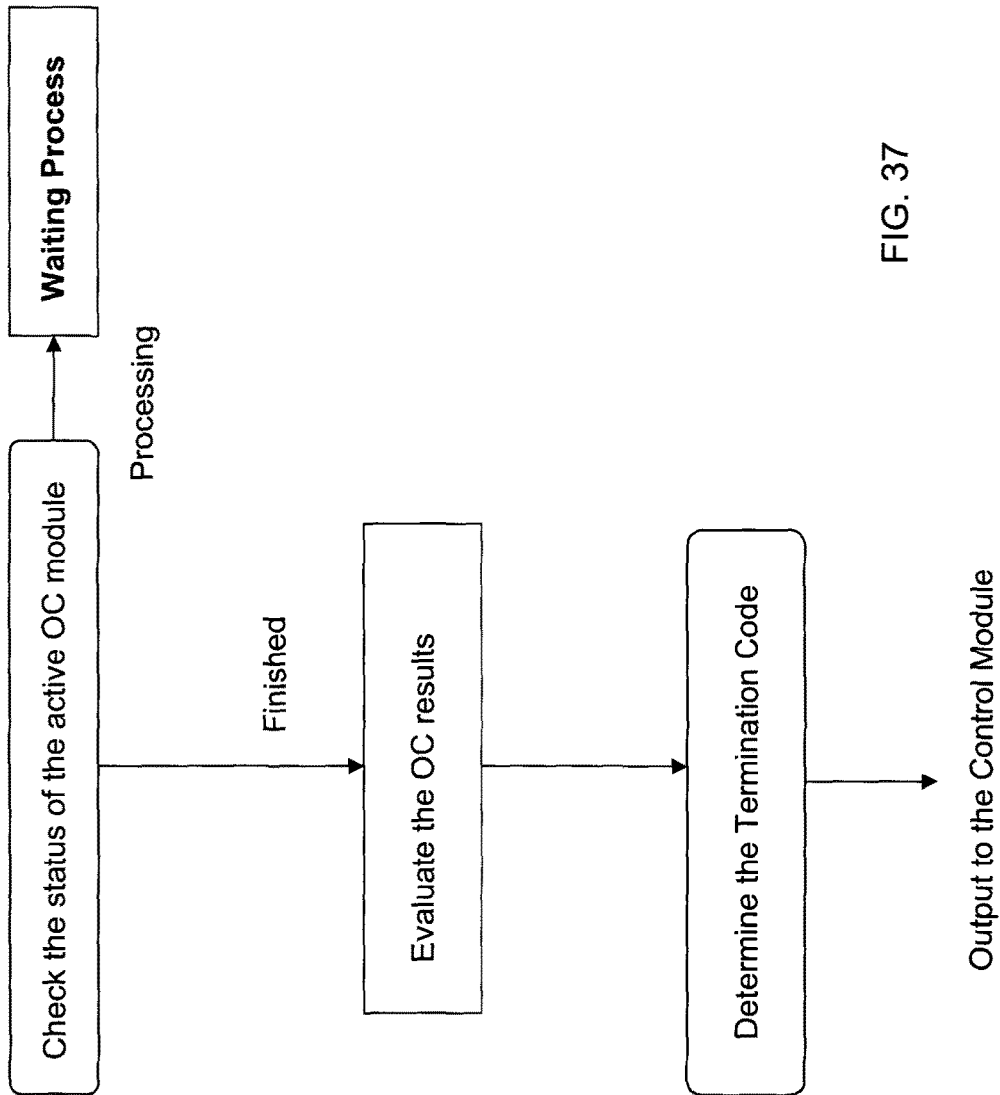 Check the status of the active OC module
Processing
Waiting Process
Finished
Evaluate the OC results
Determine the Termination Code
Output to the Control Module
FIG. 37